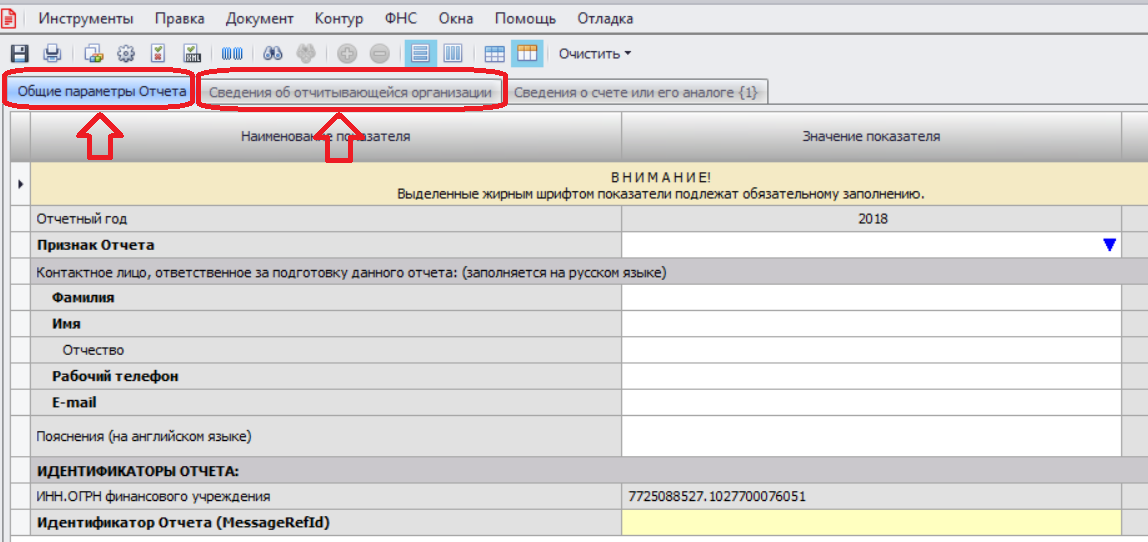 Инструменты Правка Документ Контур ФНС Окна Помощь Отладка
XML Очистить
Общие параметры Отчета Сведения об отчитывающейся организации Сведения о счете или его аналоге {1}
Наименование показателя Значение показателя
В Н И М А Н И Е!
Выделенные жирным шрифтом показатели подлежат обязательному заполнению.
Отчетный год 2018
Признак Отчета
Контактное лицо, ответственное за подготовку данного отчета: (заполняется на русском языке)
Фамилия
Имя
Отчество
Рабочий телефон
E-mail
Пояснения (на английском языке)
ИДЕНТИФИКАТОРЫ ОТЧЕТА:
ИНН.ОГРН финансового учреждения 7725088527.1027700076051
Идентификатор Отчета (MessageRefId)